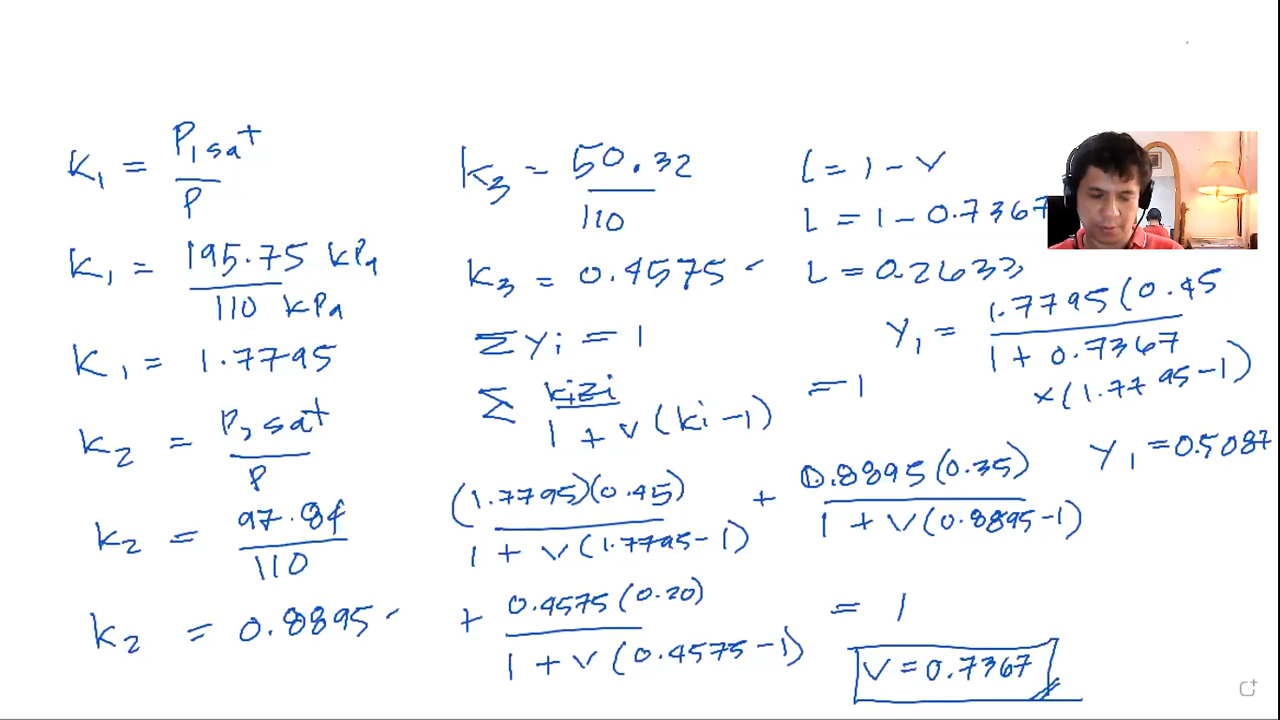 K₁ = P₁sat / P
K₁ = 195.75 kPa / 110 kPa
K₁ = 1.7795
K₂ = P₂sat / P
K₂ = 97.84 / 110
K₂ = 0.8895
K₃ = 50.32 / 110
K₃ = 0.4575
Σyi = 1
Σ kizi / 1 + V(ki-1) = 1
(1.7795)(0.45) / 1 + V(1.7795-1) + 0.8895(0.35) / 1 + V(0.8895-1)
+ 0.4575(0.20) / 1 + V(0.4575-1) = 1
V = 0.7367
L = 1 - V
L = 1 - 0.7367
L = 0.2633
Y₁ = 1.7795(0.45 / 1 + 0.7367
×(1.7795-1)
Y₁ = 0.5087